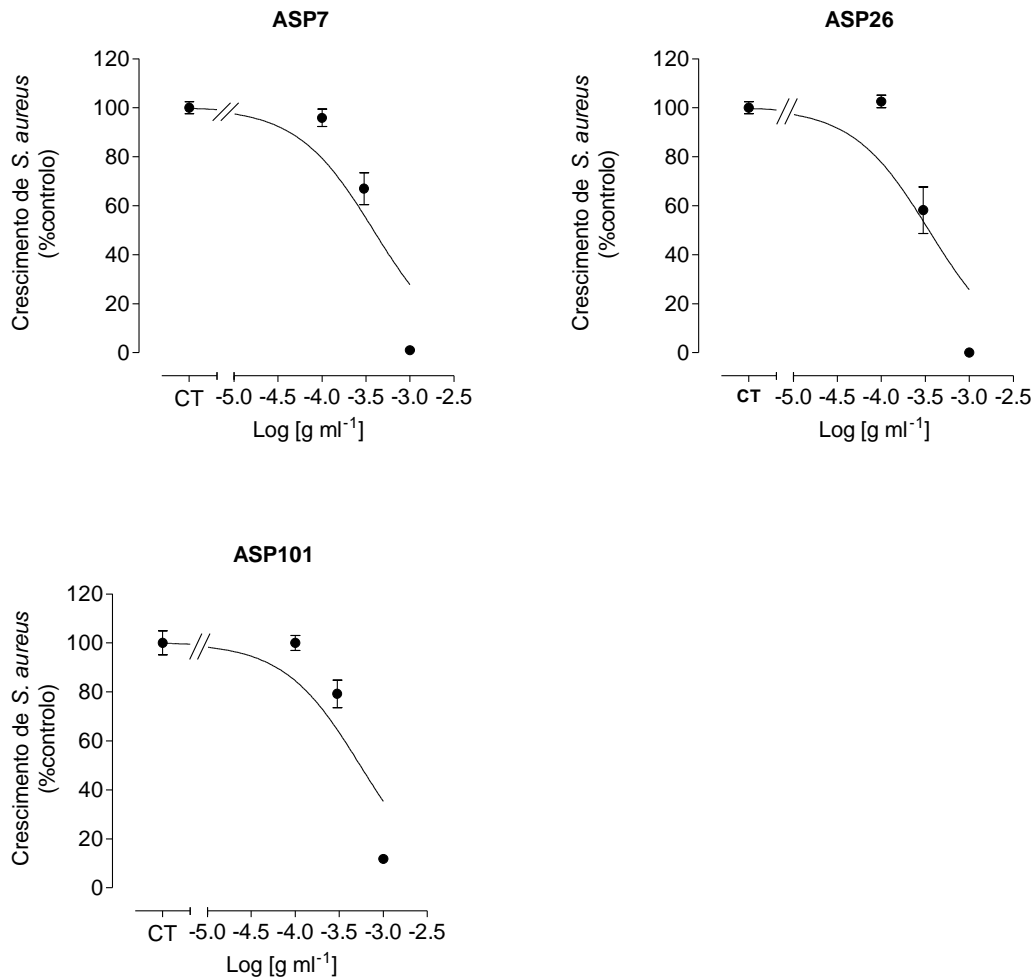 ASP7
120
100
80
60
40
20
0
Crescimento de S. aureus
(%controlo)
CT -5.0 -4.5 -4.0 -3.5 -3.0 -2.5
Log [g ml⁻¹]
ASP26
120
100
80
60
40
20
0
Crescimento de S. aureus
(%controlo)
CT -5.0 -4.5 -4.0 -3.5 -3.0 -2.5
Log [g ml⁻¹]
ASP101
120
100
80
60
40
20
0
Crescimento de S. aureus
(%controlo)
CT -5.0 -4.5 -4.0 -3.5 -3.0 -2.5
Log [g ml⁻¹]